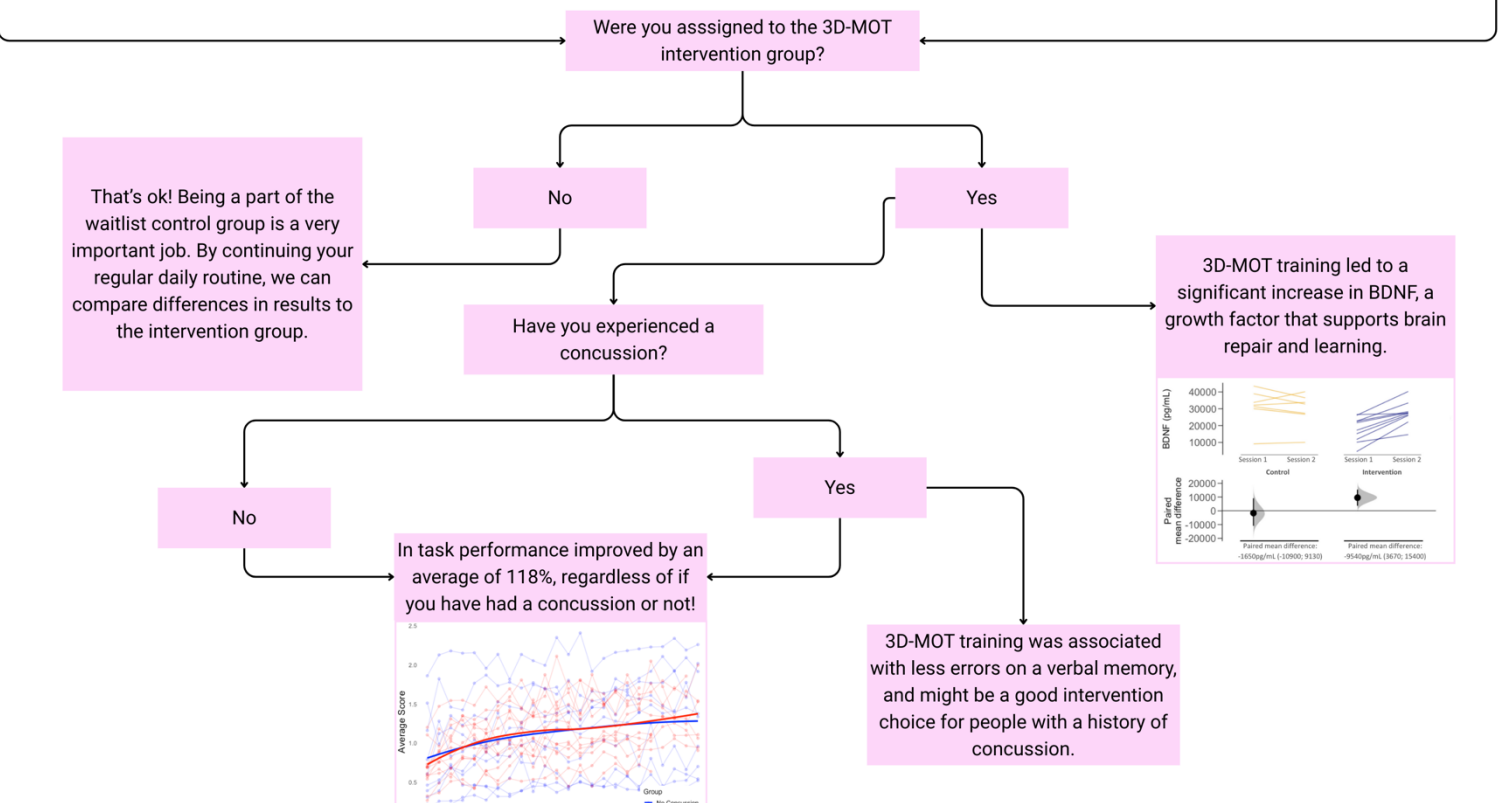 Were you asssigned to the 3D-MOT
intervention group?
No
Yes
That's ok! Being a part of the
waitlist control group is a very
important job. By continuing your
regular daily routine, we can
compare differences in results to
the intervention group.
3D-MOT training led to a
significant increase in BDNF, a
growth factor that supports brain
repair and learning.
BDNF (pg/mL)
40000
30000
20000
10000
Session 1 Session 2 Session 1 Session 2
Control Intervention
Paired
mean difference
20000
10000
0
-10000
-20000
Paired mean difference: Paired mean difference:
-1650pg/mL (-10900; 9130) -9540pg/mL (3670; 15400)
Have you experienced a
concussion?
No
Yes
In task performance improved by an
average of 118%, regardless of if
you have had a concussion or not!
Average Score
2.5
2.0
1.5
1.0
0.5
Group
No Concussion
3D-MOT training was associated
with less errors on a verbal memory,
and might be a good intervention
choice for people with a history of
concussion.